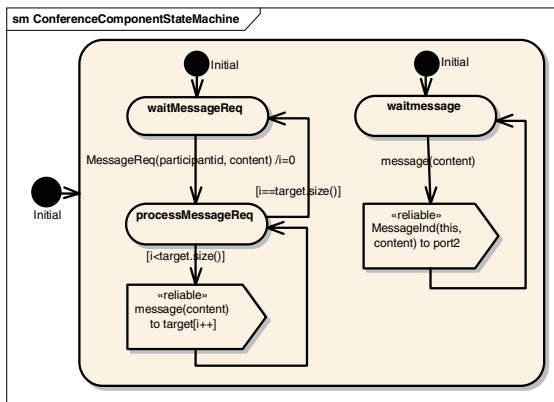 sm ConferenceComponentStateMachine
Initial
Initial
waitMessageReq
waitmessage
MessageReq(participantid, content) /i=0
message(content)
[i==target.size()]
Initial
processMessageReq
«reliable»
MessageInd(this,
content) to port2
[i<target.size()]
«reliable»
message(content)
to target[i++]